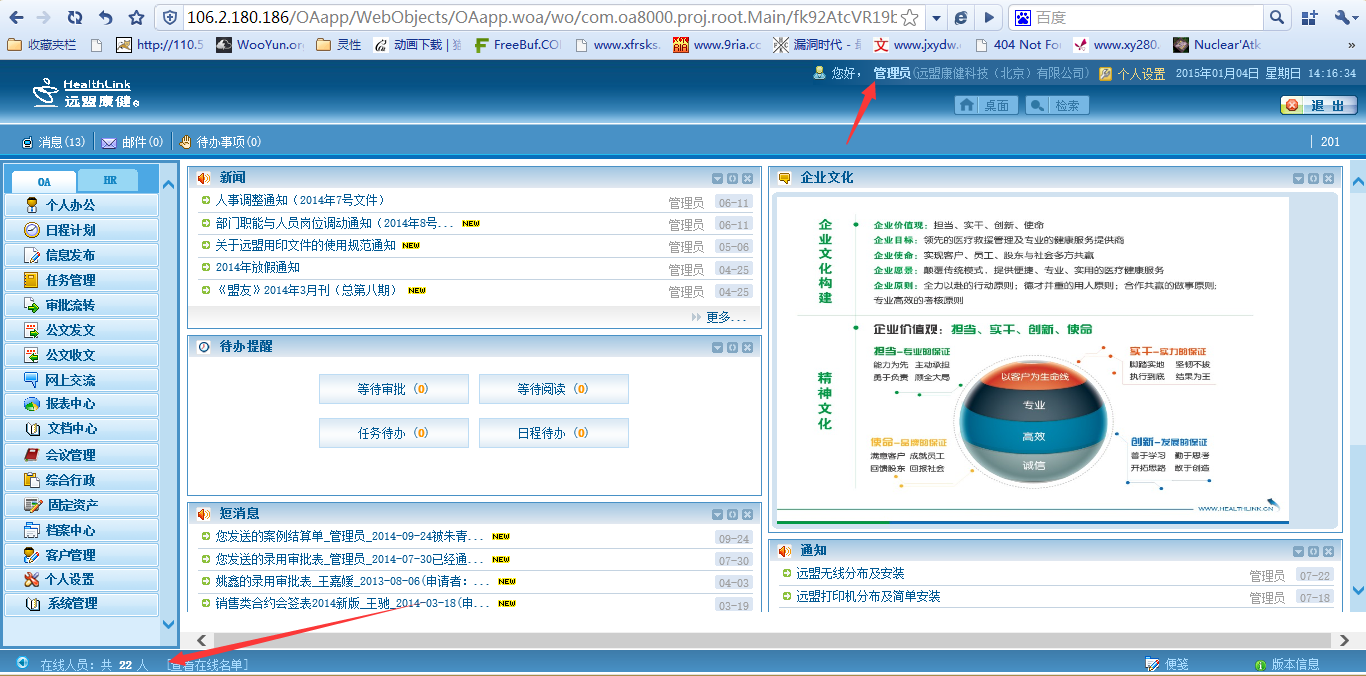 106.2.180.186/OAapp/WebObjects/OAapp.woa/wo/com.oa8000.proj.root.Main/fk92AtcVR19b
百度
收藏夹栏 http://110.5 WooYun.or 灵性 动画下载 | FreeBuf.CO www.xfrsks. www.9ria.cc 漏洞时代 - www.jxydw. 404 Not Fo www.xy280. Nuclear'Atk »
HealthLink
远盟康健
您好， 管理员(远盟康健科技（北京）有限公司) 个人设置 2015年01月04日 星期日 14:16:34
桌面 检索 退 出
消息(13) 邮件(0) 待办事项(0) 201
OA HR
个人办公
日程计划
信息发布
任务管理
审批流转
公文发文
公文收文
网上交流
报表中心
文档中心
会议管理
综合行政
固定资产
档案中心
客户管理
个人设置
系统管理
新闻
人事调整通知（2014年7号文件） 管理员 06-11
部门职能与人员岗位调动通知（2014年8号... NEW 管理员 06-11
关于远盟用印文件的使用规范通知 NEW 管理员 05-06
2014年放假通知 管理员 04-25
《盟友》2014年3月刊（总第八期） NEW 管理员 04-25
更多...
待办提醒
等待审批 (0) 等待阅读 (0)
任务待办 (0) 日程待办 (0)
短消息
您发送的案例结算单_管理员_2014-09-24被朱青... NEW 09-24
您发送的录用审批表_管理员_2014-07-30已经通... NEW 07-30
姚鑫的录用审批表_王嘉媛_2013-08-06(申请者：... NEW 04-03
销售类合约会签表2014新版_王驰_2014-03-18(申... NEW 03-19
企业文化
企业文化构建
企业价值观：担当、实干、创新、使命
企业目标：领先的医疗救援管理及专业的健康服务提供商
企业使命：实现客户、员工、股东与社会多方共赢
企业愿景：颠覆传统模式，提供便捷、专业、实用的医疗健康服务
企业原则：全力以赴的行动原则；德才并重的用人原则；合作共赢的做事原则;
专业高效的考核原则
精神文化
企业价值观：担当、实干、创新、使命
担当-专业的保证
能力为先 主动承担
勇于负责 顾全大局
实干-实力的保证
脚踏实地 坚韧不拔
执行到底 结果为王
以客户为生命线
专业
高效
诚信
使命-品牌的保证
满意客户 成就员工
回馈股东 回报社会
创新-发展的保证
善于学习 勤于思考
开拓思路 敢于创造
WWW.HEALTHLINK.CN
通知
远盟无线分布及安装 管理员 07-22
远盟打印机分布及简单安装 管理员 07-18
在线人员：共 22 人 [查看在线名单] 便笺 版本信息